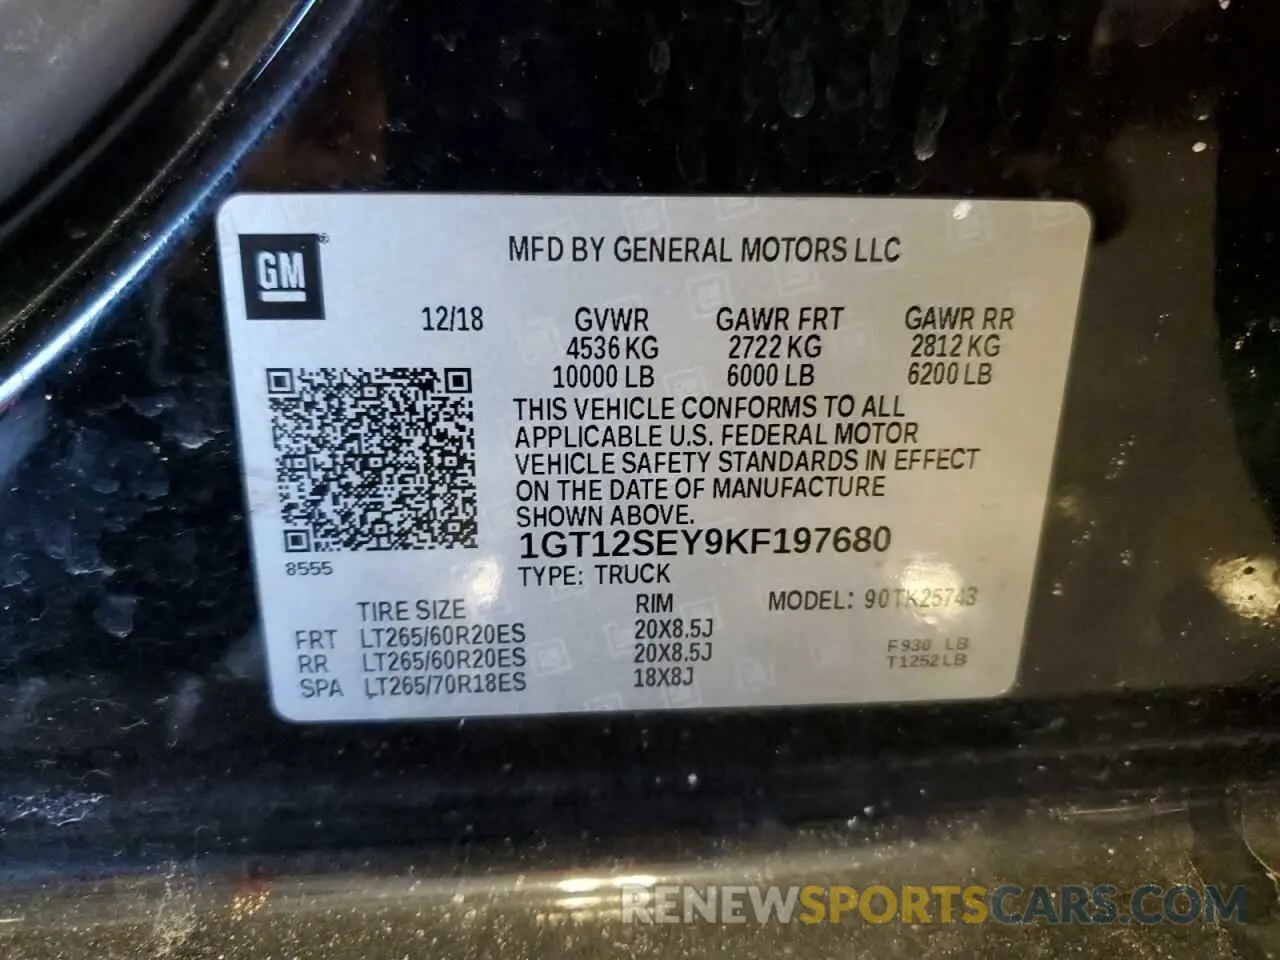 GM®
MFD BY GENERAL MOTORS LLC
12/18 GVWR GAWR FRT GAWR RR
4536 KG 2722 KG 2812 KG
10000 LB 6000 LB 6200 LB
THIS VEHICLE CONFORMS TO ALL
APPLICABLE U.S. FEDERAL MOTOR
VEHICLE SAFETY STANDARDS IN EFFECT
ON THE DATE OF MANUFACTURE
SHOWN ABOVE.
1GT12SEY9KF197680
8555
TYPE: TRUCK
TIRE SIZE RIM MODEL: 90TK25743
FRT LT265/60R20ES 20X8.5J
RR LT265/60R20ES 20X8.5J
SPA LT265/70R18ES 18X8J
F930 LB
T1252LB
RENEWSPORTSCARS.COM